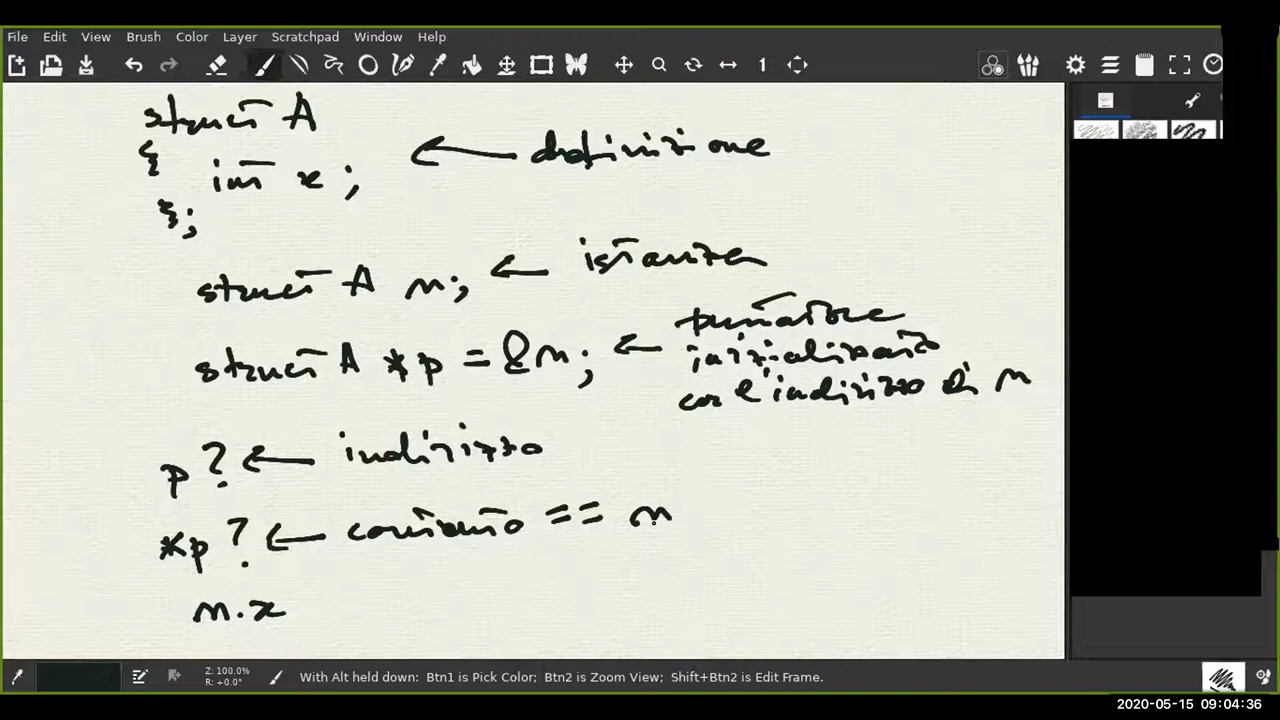 File Edit View Brush Color Layer Scratchpad Window Help
1
struct A
{ int x; ← definizione
};
struct A n; ← istanza
struct A *p = &n; ← puntatore
inizializzato
con l'indirizzo di n
p ? ← indirizzo
*p ? ← contenuto == n
n.x
Z: 100.0%
R: +0.0°
With Alt held down: Btn1 is Pick Color; Btn2 is Zoom View; Shift+Btn2 is Edit Frame.
2020-05-15 09:04:36